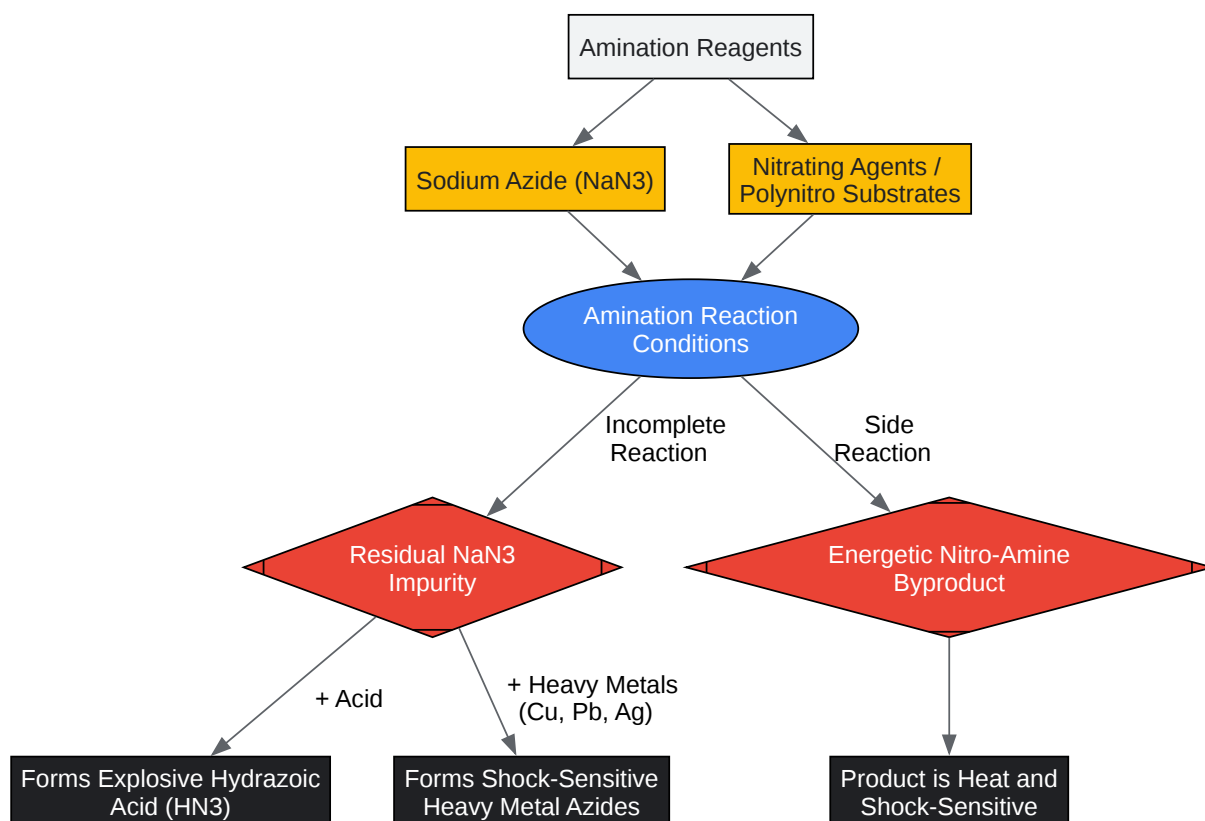 Amination Reagents
Sodium Azide (NaN3)
Nitrating Agents /
Polynitro Substrates
Amination Reaction
Conditions
Incomplete
Reaction
Side
Reaction
Residual NaN3
Impurity
Energetic Nitro-Amine
Byproduct
+ Acid
+ Heavy Metals
(Cu, Pb, Ag)
Forms Explosive Hydrazoic
Acid (HN3)
Forms Shock-Sensitive
Heavy Metal Azides
Product is Heat and
Shock-Sensitive